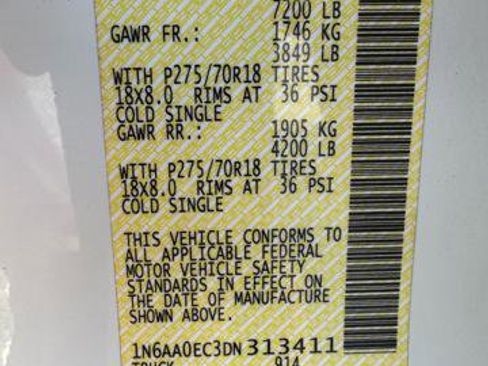 7200 LB
GAWR FR.: 1746 KG
3849 LB
WITH P275/70R18 TIRES
18X8.0 RIMS AT 36 PSI
COLD SINGLE
GAWR RR.: 1905 KG
4200 LB
WITH P275/70R18 TIRES
18X8.0 RIMS AT 36 PSI
COLD SINGLE
THIS VEHICLE CONFORMS TO
ALL APPLICABLE FEDERAL
MOTOR VEHICLE SAFETY
STANDARDS IN EFFECT ON
THE DATE OF MANUFACTURE
SHOWN ABOVE.
1N6AA0EC3DN313411
TRUCK 914